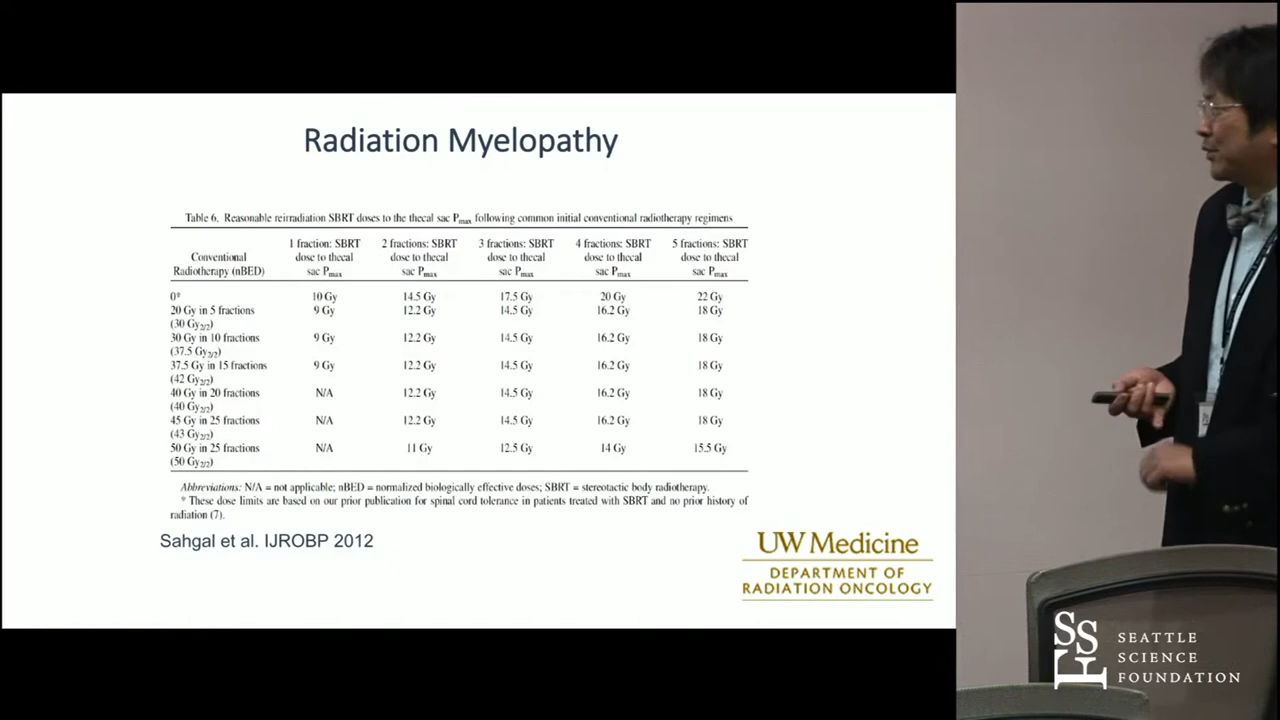 Radiation Myelopathy
Table 6. Reasonable reirradiation SBRT doses to the thecal sac Pmax following common initial conventional radiotherapy regimens
Conventional Radiotherapy (nBED) 1 fraction: SBRT dose to thecal sac Pmax 2 fractions: SBRT dose to thecal sac Pmax 3 fractions: SBRT dose to thecal sac Pmax 4 fractions: SBRT dose to thecal sac Pmax 5 fractions: SBRT dose to thecal sac Pmax
0* 10 Gy 14.5 Gy 17.5 Gy 20 Gy 22 Gy
20 Gy in 5 fractions 9 Gy 12.2 Gy 14.5 Gy 16.2 Gy 18 Gy
(30 Gy2/2)
30 Gy in 10 fractions 9 Gy 12.2 Gy 14.5 Gy 16.2 Gy 18 Gy
(37.5 Gy2/2)
37.5 Gy in 15 fractions 9 Gy 12.2 Gy 14.5 Gy 16.2 Gy 18 Gy
(42 Gy2/2)
40 Gy in 20 fractions N/A 12.2 Gy 14.5 Gy 16.2 Gy 18 Gy
(40 Gy2/2)
45 Gy in 25 fractions N/A 12.2 Gy 14.5 Gy 16.2 Gy 18 Gy
(43 Gy2/2)
50 Gy in 25 fractions N/A 11 Gy 12.5 Gy 14 Gy 15.5 Gy
(50 Gy2/2)
Abbreviations: N/A = not applicable; nBED = normalized biologically effective doses; SBRT = stereotactic body radiotherapy.
* These dose limits are based on our prior publication for spinal cord tolerance in patients treated with SBRT and no prior history of
radiation (7).
Sahgal et al. IJROBP 2012
UW Medicine
DEPARTMENT OF
RADIATION ONCOLOGY
SSF
SEATTLE
SCIENCE
FOUNDATION